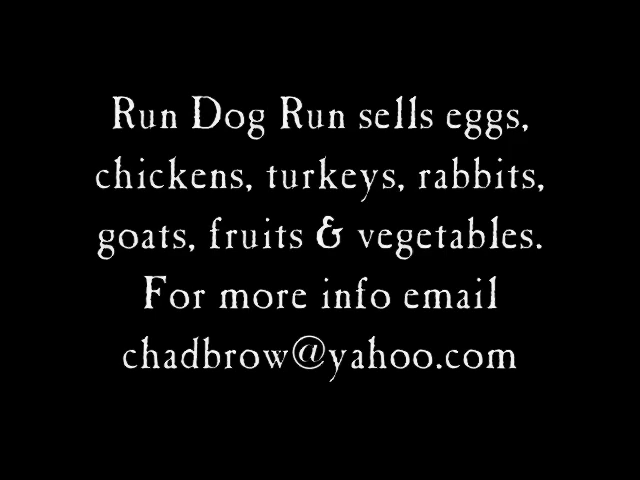 Run Dog Run sells eggs,
chickens, turkeys, rabbits,
goats, fruits & vegetables.
For more info email
chadbrow@yahoo.com